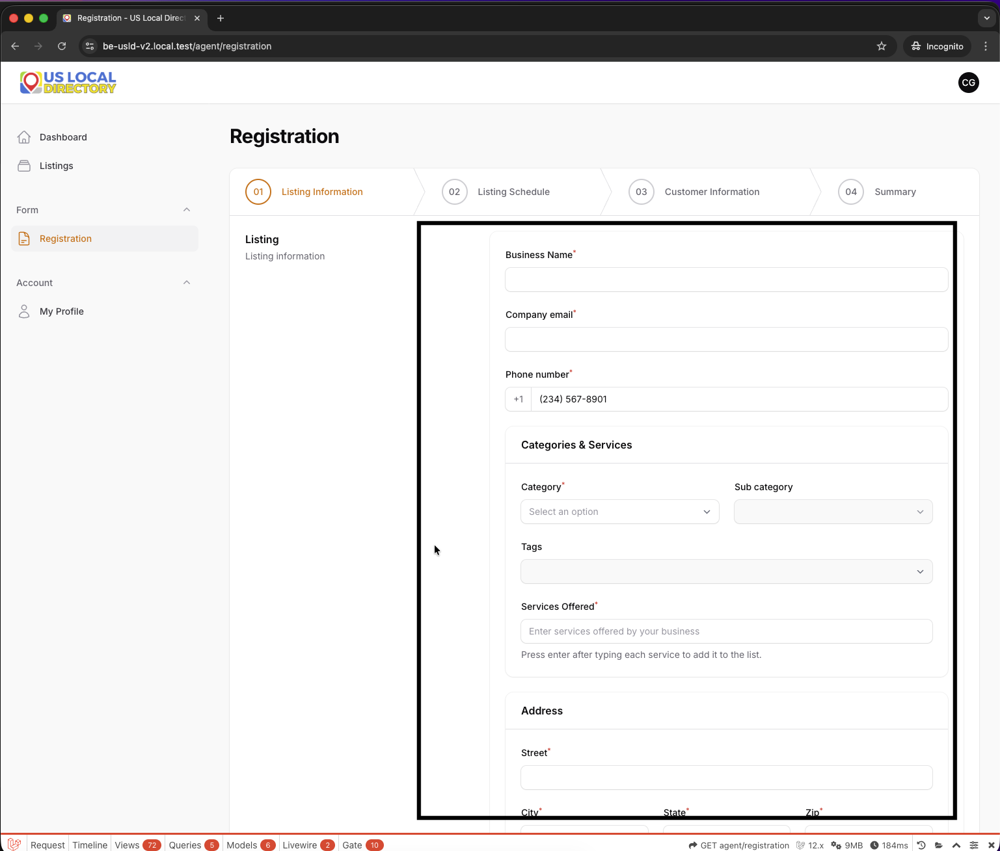 Registration - US Local Direct
be-usld-v2.local.test/agent/registration
Incognito
US LOCAL
DIRECTORY
CG
Dashboard
Listings
Form
Registration
Account
My Profile
Registration
01 Listing Information
02 Listing Schedule
03 Customer Information
04 Summary
Listing
Listing information
Business Name*
Company email*
Phone number*
+1 (234) 567-8901
Categories & Services
Category* Sub category
Select an option
Tags
Services Offered*
Enter services offered by your business
Press enter after typing each service to add it to the list.
Address
Street*
City* State* Zip*
Request Timeline Views 72 Queries 5 Models 6 Livewire 2 Gate 10 GET agent/registration 12.x 9MB 184ms